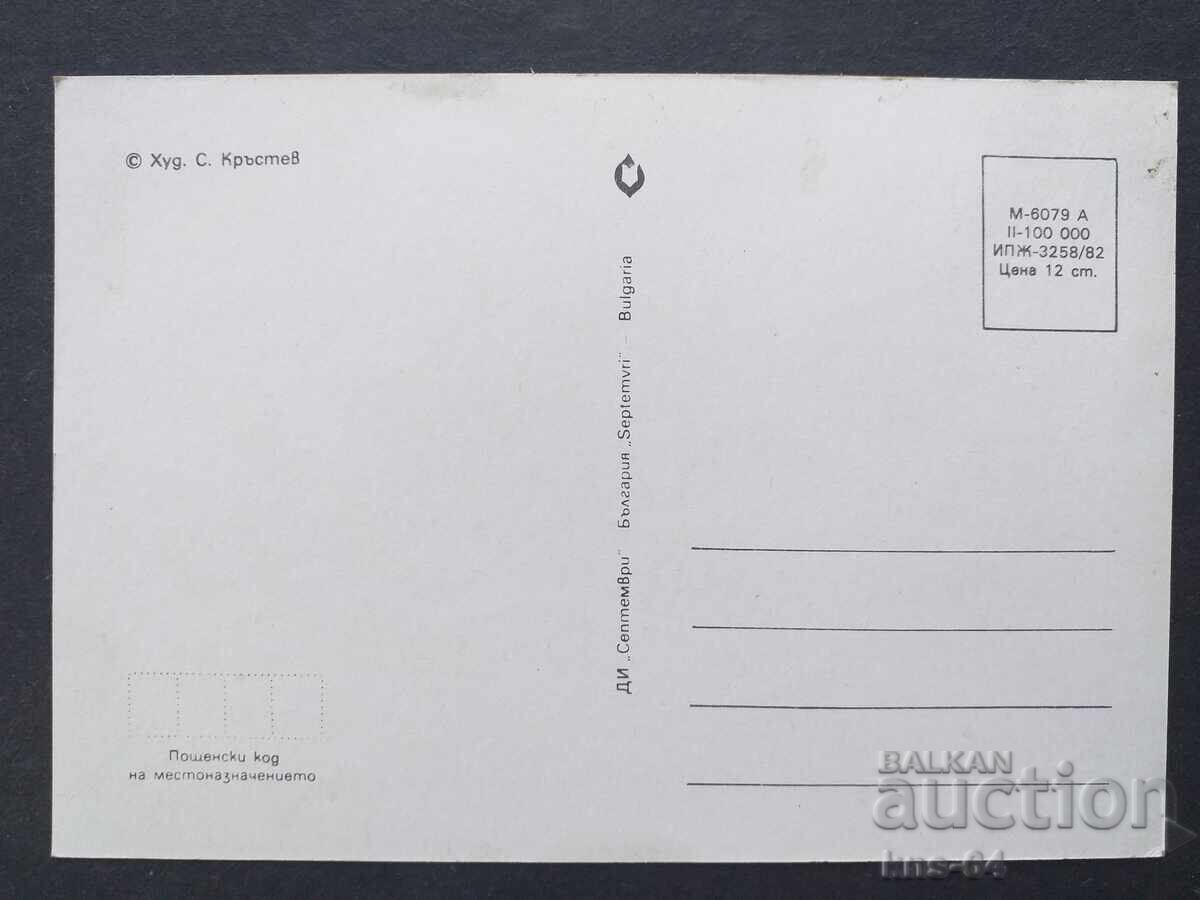 © Худ. С. Кръстев
М-6079 А
II-100 000
ИПЖ-3258/82
Цена 12 ст.
ДИ „Септември" България „Septemvri" – Bulgaria
Пощенски код
на местоназначението
BALKAN
auction
kns-64